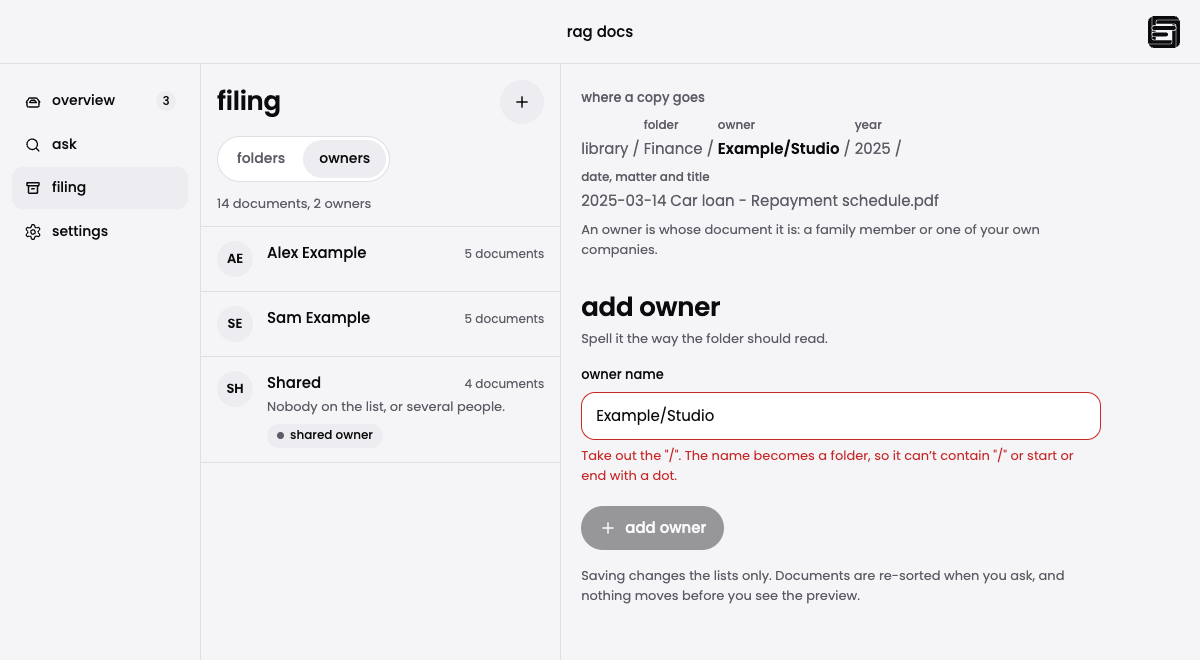 rag docs
overview 3
ask
filing
settings
filing
folders owners
14 documents, 2 owners
AE Alex Example 5 documents
SE Sam Example 5 documents
SH Shared 4 documents
Nobody on the list, or several people.
shared owner
where a copy goes
folder owner year
library / Finance / Example/Studio / 2025 /
date, matter and title
2025-03-14 Car loan - Repayment schedule.pdf
An owner is whose document it is: a family member or one of your own
companies.
add owner
Spell it the way the folder should read.
owner name
Example/Studio
Take out the "/". The name becomes a folder, so it can’t contain "/" or start or
end with a dot.
+ add owner
Saving changes the lists only. Documents are re-sorted when you ask, and
nothing moves before you see the preview.